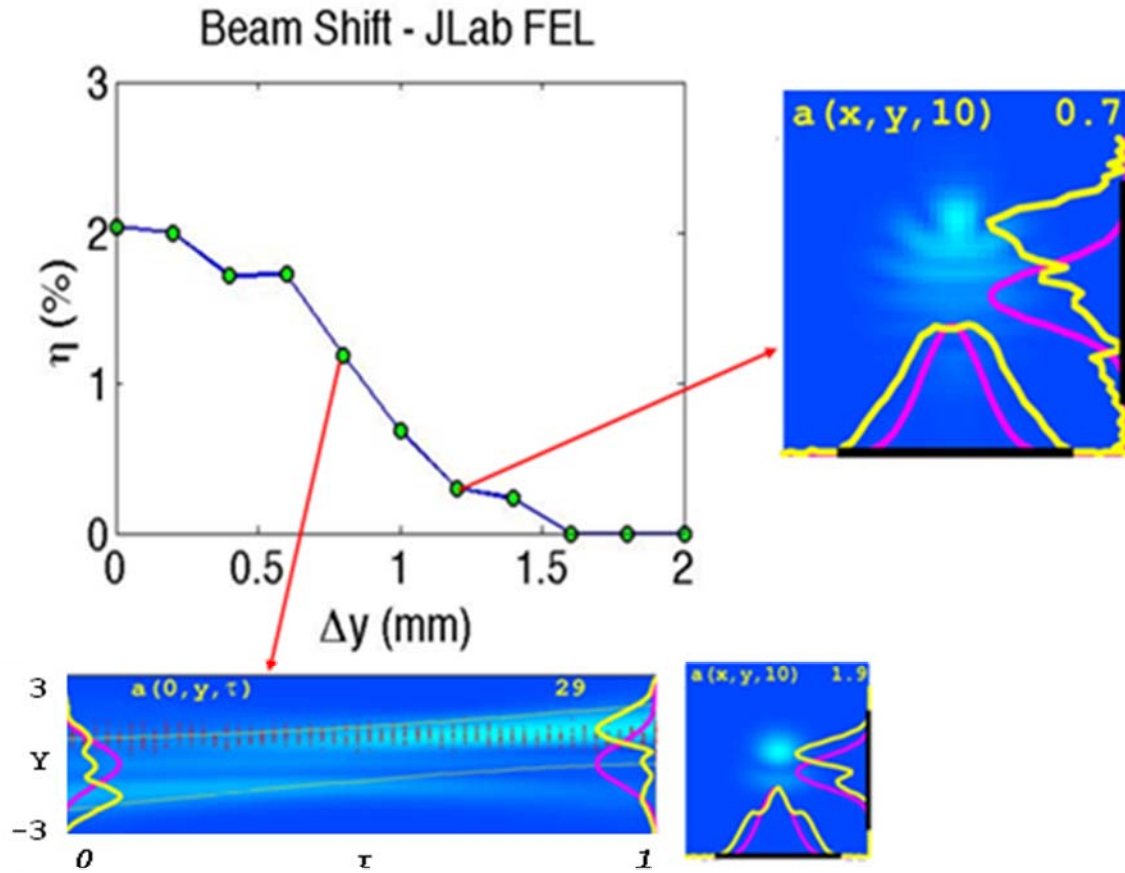 Beam Shift - JLab FEL
3
2
1
0
η (%)
0 0.5 1 1.5 2
Δy (mm)
a(x,y,10) 0.7
a(0,y,τ) 29
3
Y
-3
0 τ 1
a(x,y,10) 1.9